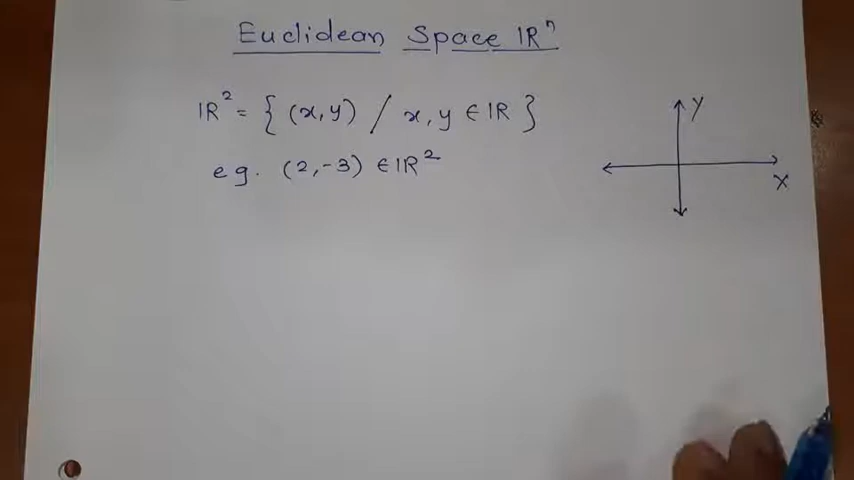 Euclidean Space ℝⁿ
ℝ² = { (x,y) / x, y ∈ ℝ }
Y
eg. (2,-3) ∈ ℝ²
X